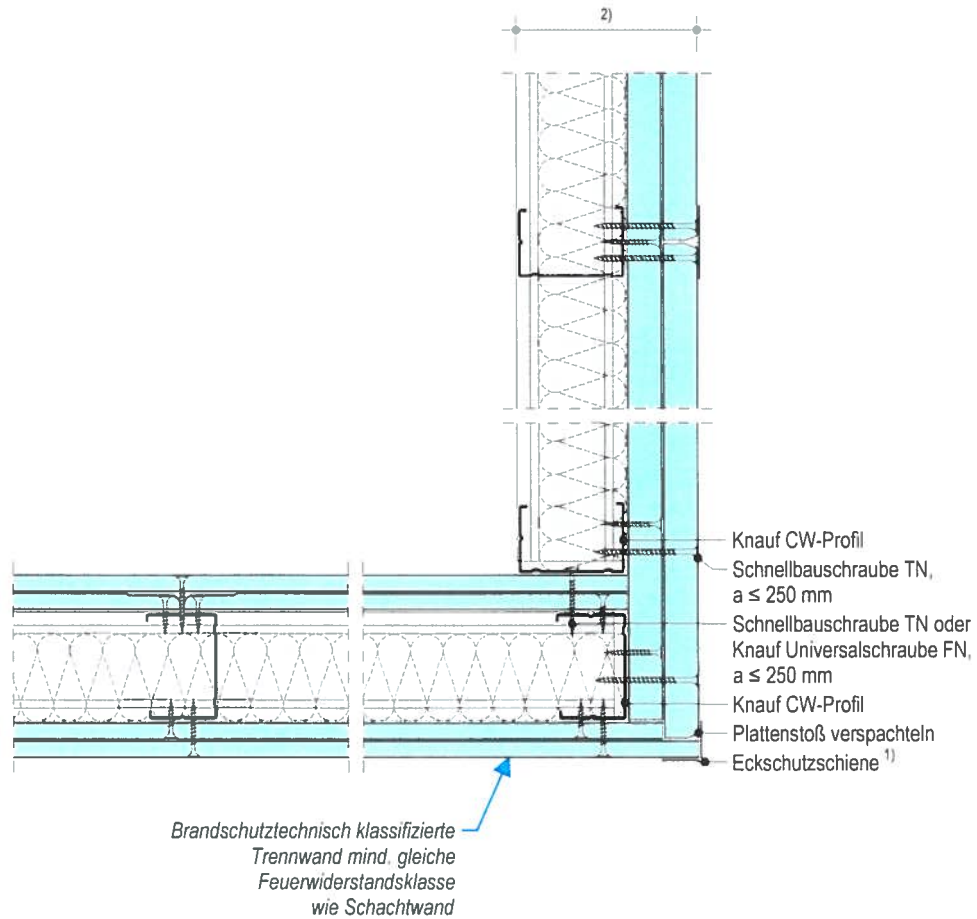 2)
Knauf CW-Profil
Schnellbauschraube TN,
a ≤ 250 mm
Schnellbauschraube TN oder
Knauf Universalschraube FN,
a ≤ 250 mm
Knauf CW-Profil
Plattenstoß verspachteln
Eckschutzschiene 1)
Brandschutztechnisch klassifizierte
Trennwand mind. gleiche
Feuerwiderstandsklasse
wie Schachtwand